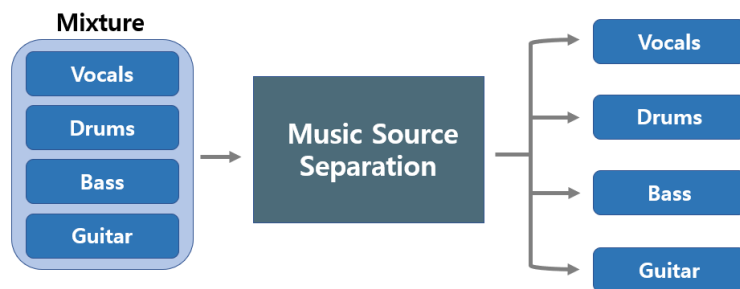 Mixture
Vocals
Drums
Bass
Guitar
Music Source
Separation
Vocals
Drums
Bass
Guitar